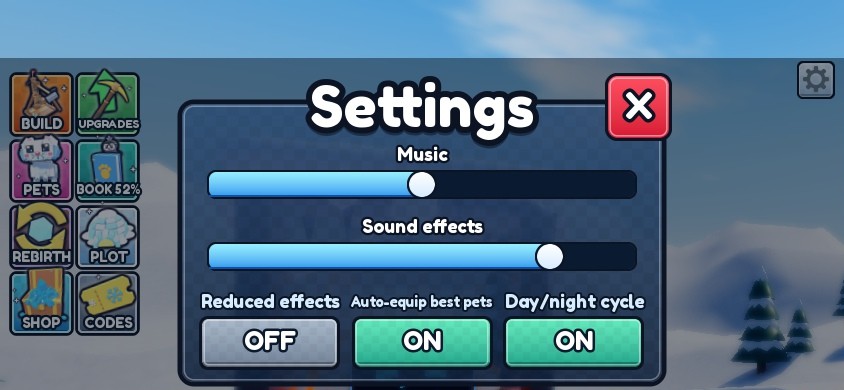 Settings
Music
Sound effects
Reduced effects
Auto-equip best pets
Day/night cycle
OFF
ON
ON
BUILD
UPGRADES
PETS
BOOK 52%
REBIRTH
PLOT
SHOP
CODES